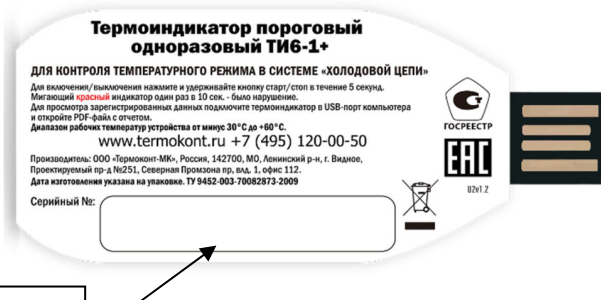 Термоиндикатор пороговый
одноразовый ТИ6-1+
ДЛЯ КОНТРОЛЯ ТЕМПЕРАТУРНОГО РЕЖИМА В СИСТЕМЕ «ХОЛОДОВОЙ ЦЕПИ»
Для включения/выключения нажмите и удерживайте кнопку старт/стоп в течение 5 секунд.
Мигающий красный индикатор один раз в 10 сек. - было нарушение.
Для просмотра зарегистрированных данных подключите термоиндикатор в USB-порт компьютера
и откройте PDF-файл с отчетом.
Диапазон рабочих температур устройства от минус 30°С до +60°С.
www.termokont.ru +7 (495) 120-00-50
Производитель: ООО «Термоконт-МК», Россия, 142700, МО, Ленинский р-н, г. Видное,
Проектируемый пр-д №251, Северная Промзона пр, влд. 1, офис 112.
Дата изготовления указана на упаковке. ТУ 9452-003-70082873-2009
Серийный №:
ГОСРЕЕСТР
ЕАС
U2v1.2